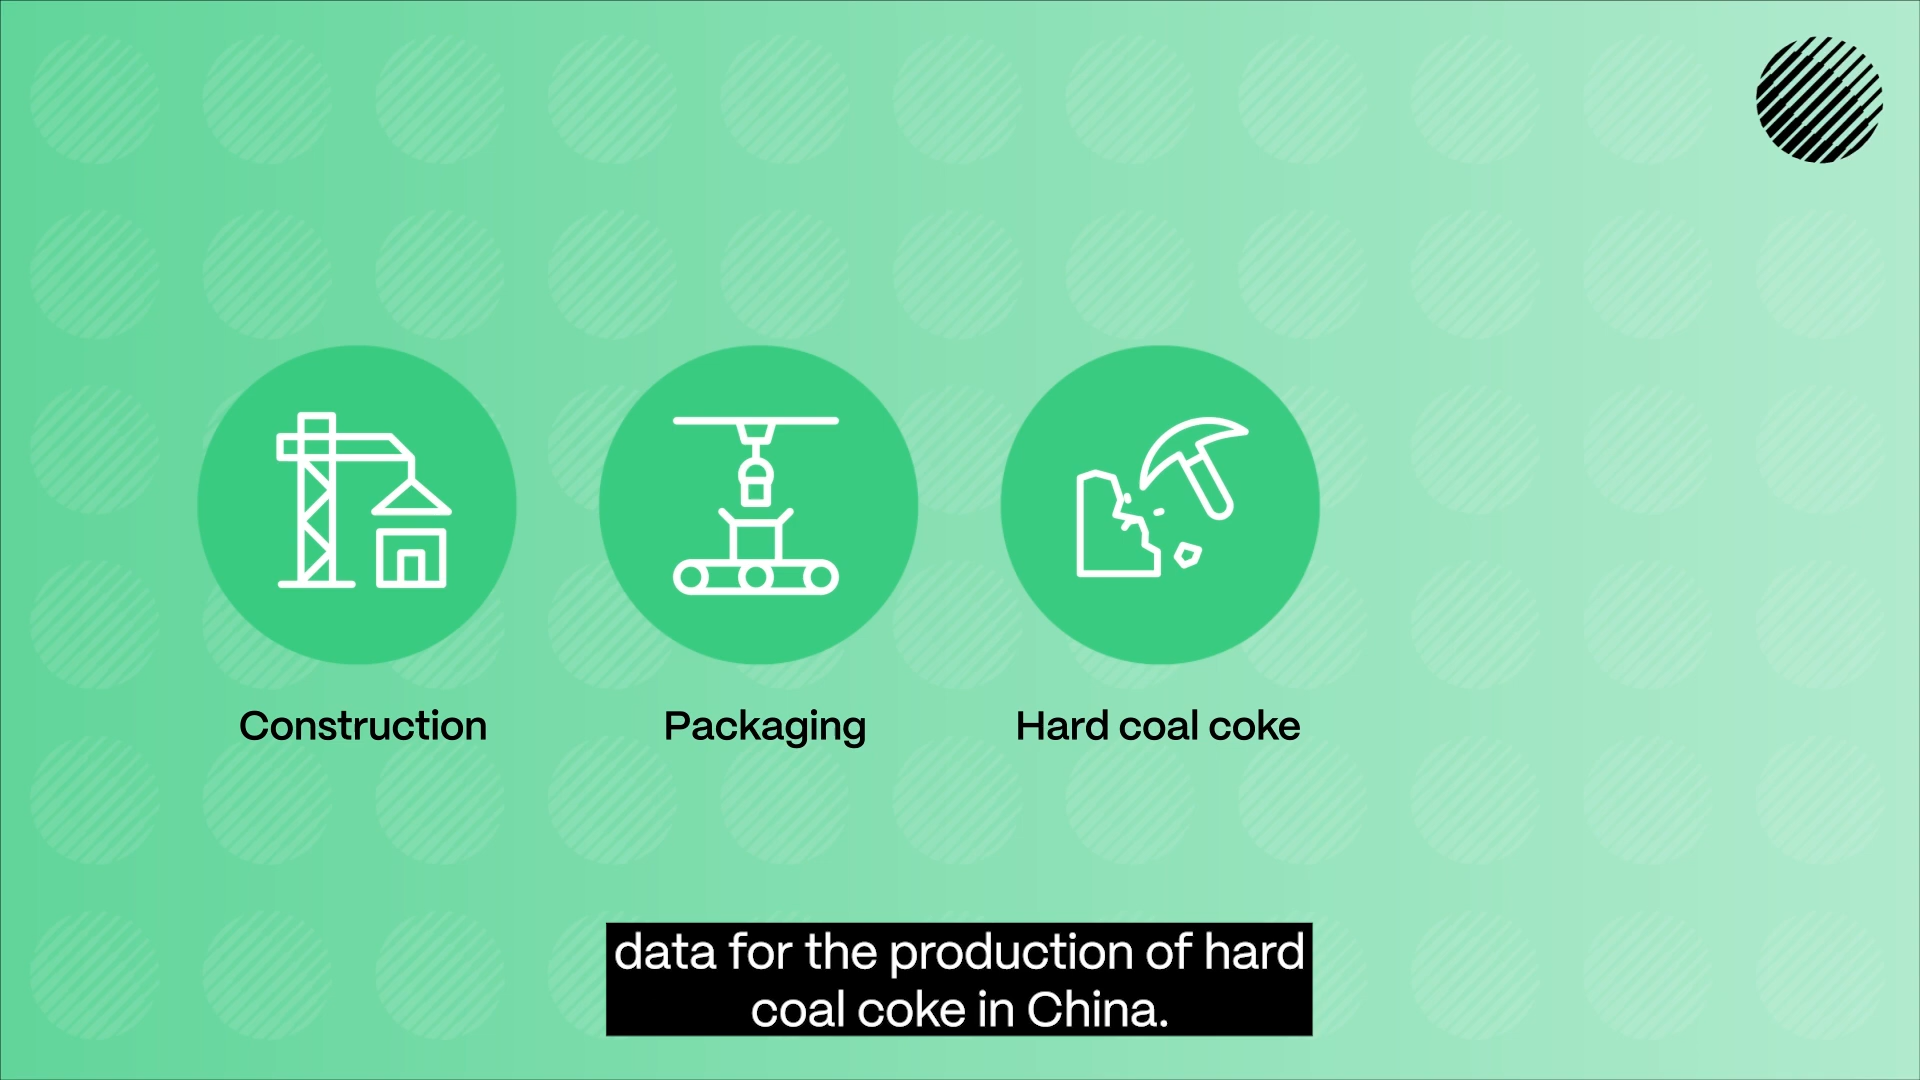 Construction
Packaging
Hard coal coke
data for the production of hard
coal coke in China.